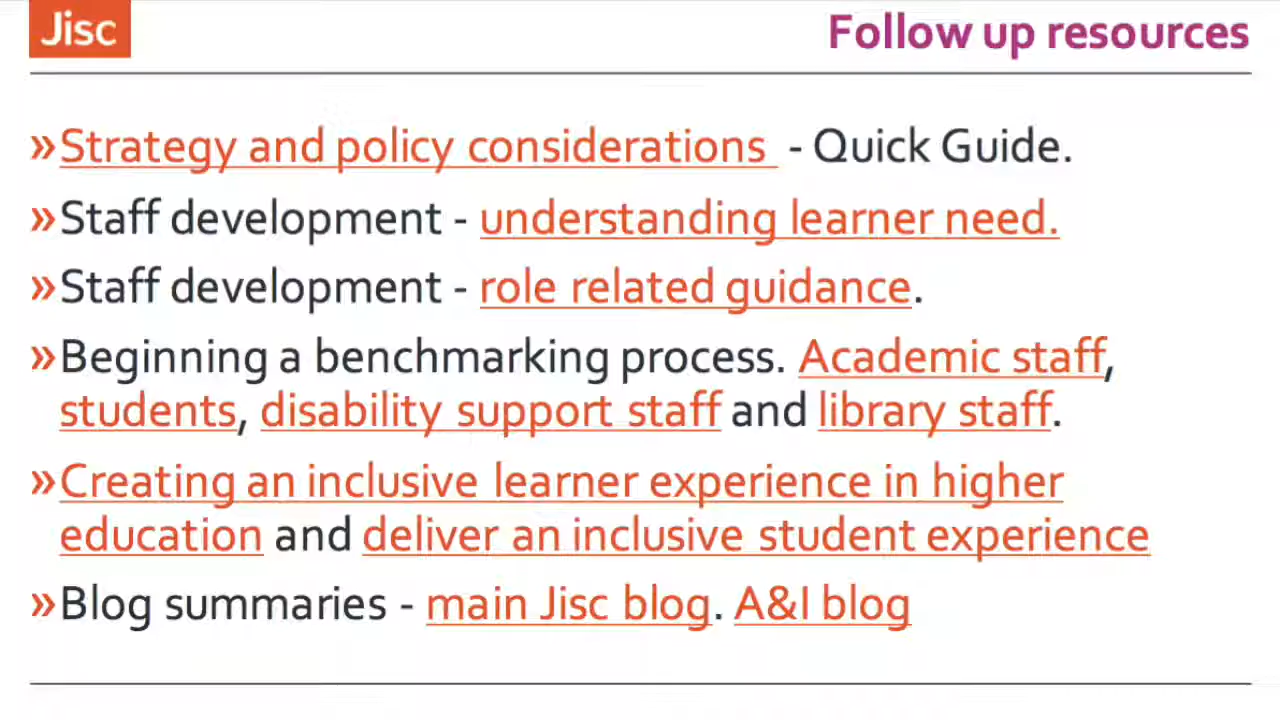 Jisc
Follow up resources
»Strategy and policy considerations - Quick Guide.
»Staff development - understanding learner need.
»Staff development - role related guidance.
»Beginning a benchmarking process. Academic staff,
students, disability support staff and library staff.
»Creating an inclusive learner experience in higher
education and deliver an inclusive student experience
»Blog summaries - main Jisc blog. A&I blog